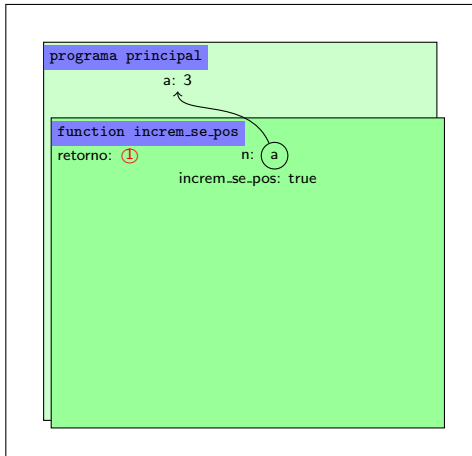 programa principal
a: 3
function increm_se_pos
retorno: 1 n: a
increm_se_pos: true